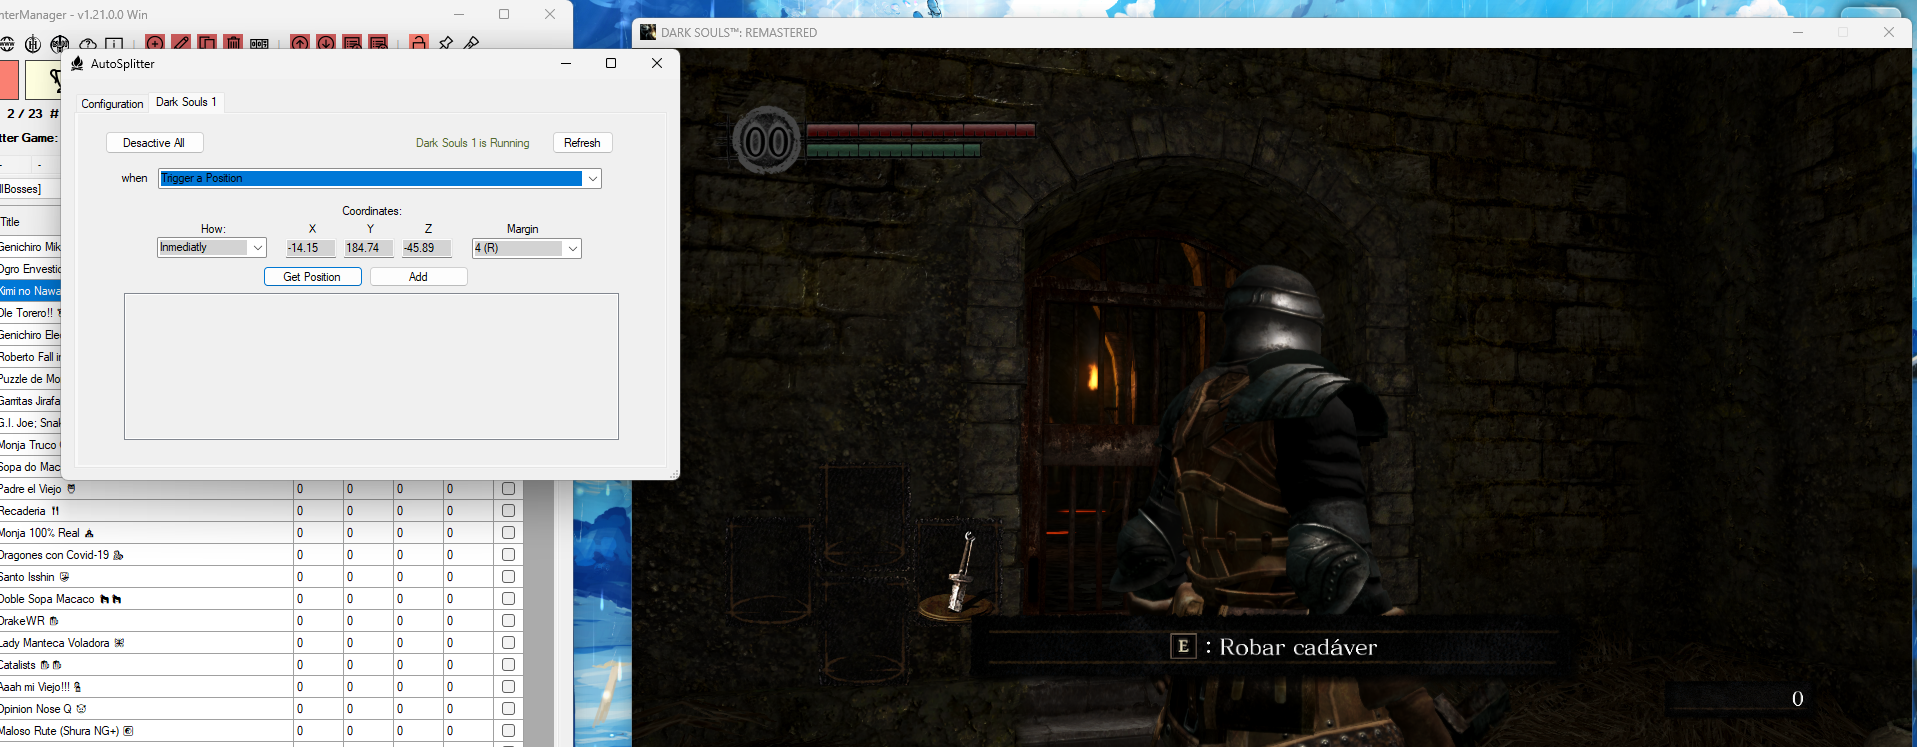 nterManager - v1.21.0.0 Win
2 / 23 #
tter Game:
- -
llBosses]
Title
Genichiro Mik
Ogro Envestic
Kimi no Nawa
Ole Torero!!
Genichiro Ele
Roberto Fall in
Puzzle de Mo
Garritas Jirafa
G.I. Joe; Snak
Monja Truco
Sopa do Mac
Padre el Viejo 0 0 0 0
Recaderia 0 0 0 0
Monja 100% Real 0 0 0 0
Dragones con Covid-19 0 0 0 0
Santo Isshin 0 0 0 0
Doble Sopa Macaco 0 0 0 0
DrakeWR 0 0 0 0
Lady Manteca Voladora 0 0 0 0
Catalists 0 0 0 0
Aaah mi Viejo!!! 0 0 0 0
Opinion Nose Q 0 0 0 0
Maloso Rute (Shura NG+) 0 0 0 0
AutoSplitter
Configuration Dark Souls 1
Desactive All Dark Souls 1 is Running Refresh
when Trigger a Position
Coordinates:
How: X Y Z Margin
Inmediatly -14.15 184.74 -45.89 4 (R)
Get Position Add
DARK SOULS™: REMASTERED
00
E : Robar cadáver
0